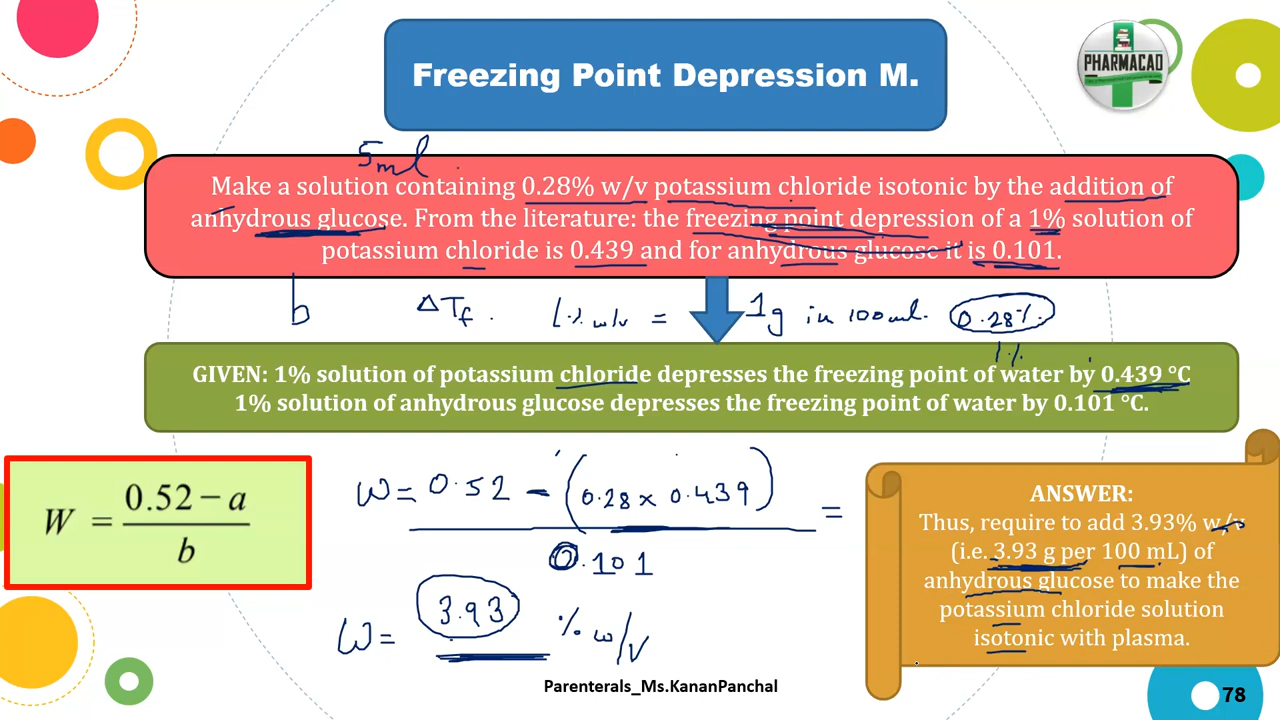 Freezing Point Depression M.
PHARMACAD
5ml
Make a solution containing 0.28% w/v potassium chloride isotonic by the addition of
anhydrous glucose. From the literature: the freezing point depression of a 1% solution of
potassium chloride is 0.439 and for anhydrous glucose it is 0.101.
b ΔTf. 1% w/v = 1g in 100ml. 0.28%.
1%
GIVEN: 1% solution of potassium chloride depresses the freezing point of water by 0.439 °C
1% solution of anhydrous glucose depresses the freezing point of water by 0.101 °C.
W = 0.52 − a
b
W = 0.52 - (0.28 x 0.439) =
0.101
W = 3.93 % w/v
ANSWER:
Thus, require to add 3.93% w/v
(i.e. 3.93 g per 100 mL) of
anhydrous glucose to make the
potassium chloride solution
isotonic with plasma.
Parenterals_Ms.KananPanchal
78